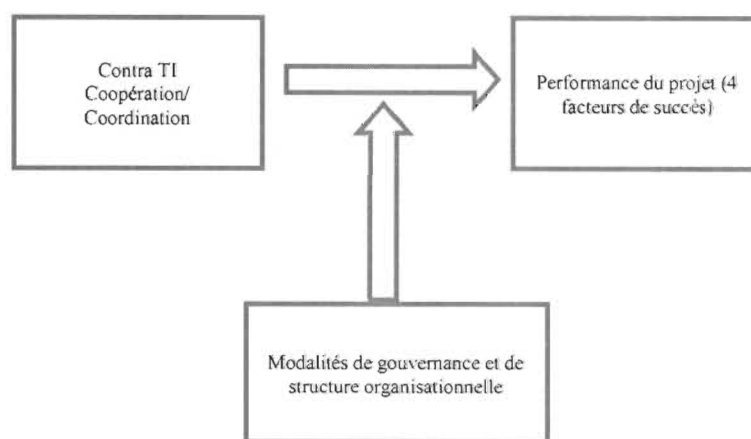 Contra TI
Coopération/
Coordination
Performance du projet (4
facteurs de succès)
Modalités de gouvernance et de
structure organisationnelle